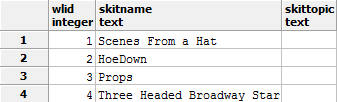 wlid skitname skittopic
integer text text
1 1 Scenes From a Hat
2 2 HoeDown
3 3 Props
4 4 Three Headed Broadway Star